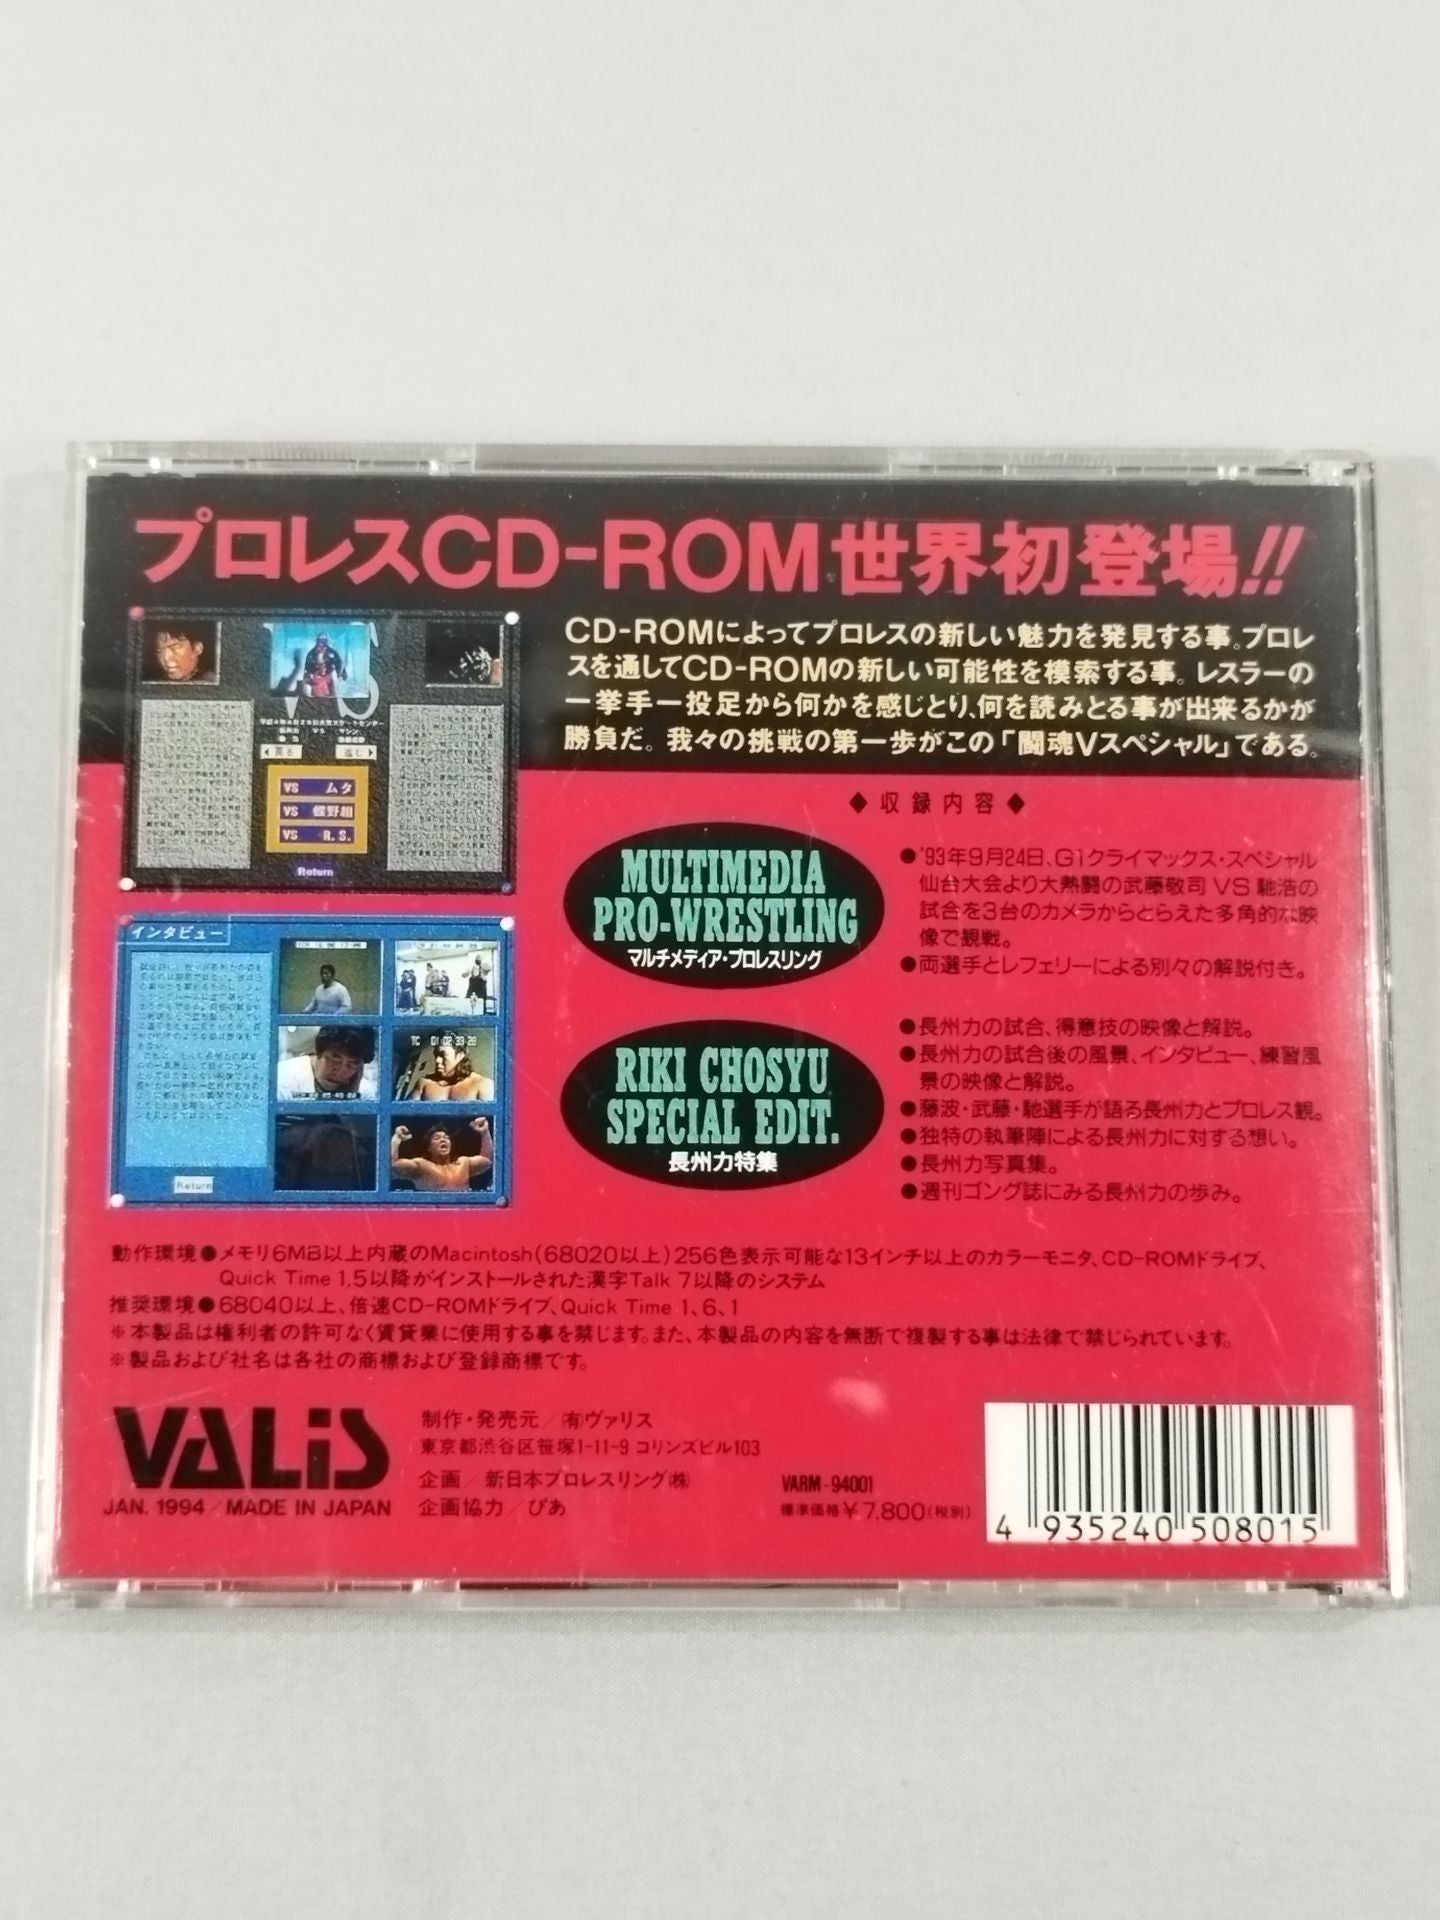 プロレスCD-ROM世界初登場!!
CD-ROMによってプロレスの新しい魅力を発見する事。プロレ
スを通してCD-ROMの新しい可能性を模索する事。レスラーの
一挙手一投足から何かを感じとり、何を読みとる事が出来るかが
勝負だ。我々の挑戦の第一歩がこの「闘魂Vスペシャル」である。
VS
戻る
進む
VS ムタ
VS 蝶野組
VS R.S.
Return
◆収録内容◆
MULTIMEDIA
PRO-WRESTLING
マルチメディア・プロレスリング
●'93年9月24日、G1クライマックス・スペシャル
仙台大会より大熱闘の武藤敬司 VS 馳浩の
試合を3台のカメラからとらえた多角的な映
像で観戦。
●両選手とレフェリーによる別々の解説付き。
インタビュー
Return
RIKI CHOSYU
SPECIAL EDIT.
長州力特集
●長州力の試合、得意技の映像と解説。
●長州力の試合後の風景、インタビュー、練習風
景の映像と解説。
●藤波・武藤・馳選手が語る長州力とプロレス観。
●独特の執筆陣による長州力に対する想い。
●長州力写真集。
●週刊ゴング誌にみる長州力の歩み。
動作環境●メモリ6MB以上内蔵のMacintosh(68020以上)256色表示可能な13インチ以上のカラーモニタ、CD-ROMドライブ、
Quick Time 1.5以降がインストールされた漢字Talk 7以降のシステム
推奨環境●68040以上、倍速CD-ROMドライブ、Quick Time 1、6、1
※本製品は権利者の許可なく賃貸業に使用する事を禁じます。また、本製品の内容を無断で複製する事は法律で禁じられています。
※製品および社名は各社の商標および登録商標です。
VALiS
JAN. 1994/MADE IN JAPAN
制作・発売元/(有)ヴァリス
東京都渋谷区笹塚1-11-9 コリンズビル103
企画/新日本プロレスリング(株)
企画協力/ぴあ
VARM-94001
標準価格￥7,800(税別)
4 935240 508015